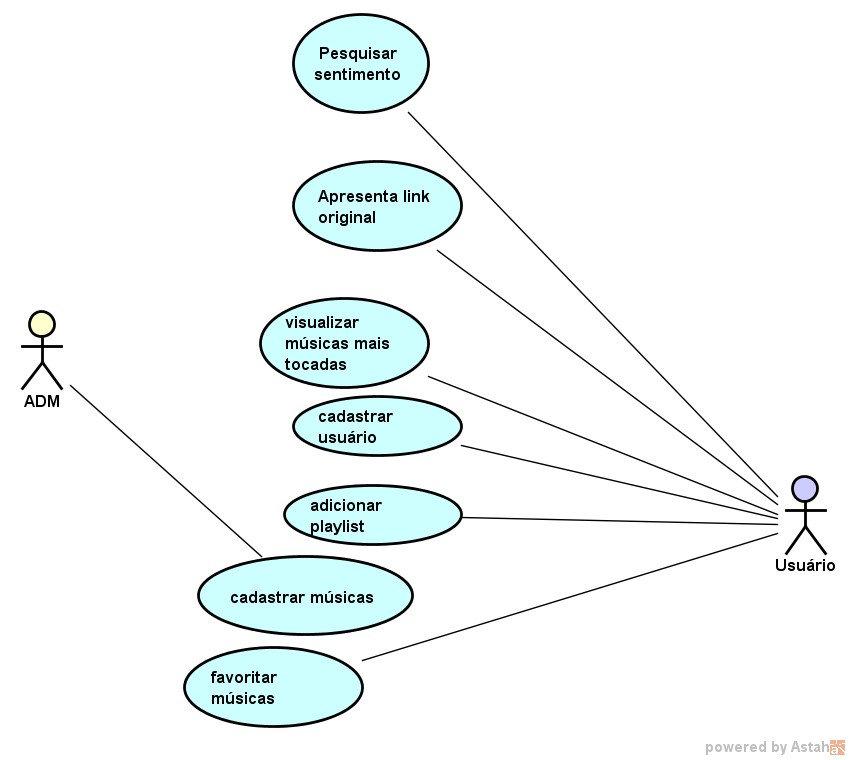 Pesquisar
sentimento
Apresenta link
original
visualizar
músicas mais
tocadas
ADM
cadastrar
usuário
adicionar
playlist
Usuário
cadastrar músicas
favoritar
músicas
powered by Astah